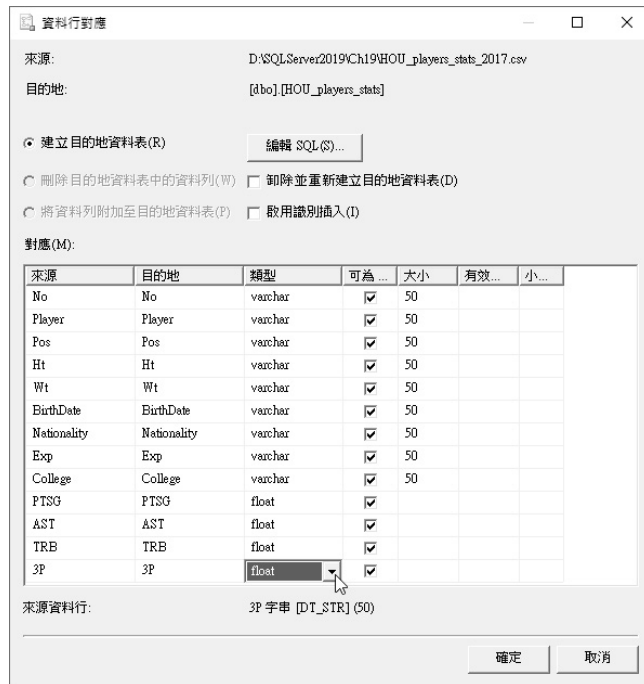 資料行對應
來源: D:\SQLServer2019\Ch19\HOU_players_stats_2017.csv
目的地: [dbo].[HOU_players_stats]
建立目的地資料表(R) 編輯 SQL(S)...
刪除目的地資料表中的資料列(W) 卸除並重新建立目的地資料表(D)
將資料列附加至目的地資料表(P) 啟用識別插入(I)
對應(M):
來源 目的地 類型 可為 ... 大小 有效... 小...
No No varchar 50
Player Player varchar 50
Pos Pos varchar 50
Ht Ht varchar 50
Wt Wt varchar 50
BirthDate BirthDate varchar 50
Nationality Nationality varchar 50
Exp Exp varchar 50
College College varchar 50
PTSG PTSG float
AST AST float
TRB TRB float
3P 3P float
來源資料行: 3P 字串 [DT_STR] (50)
確定 取消